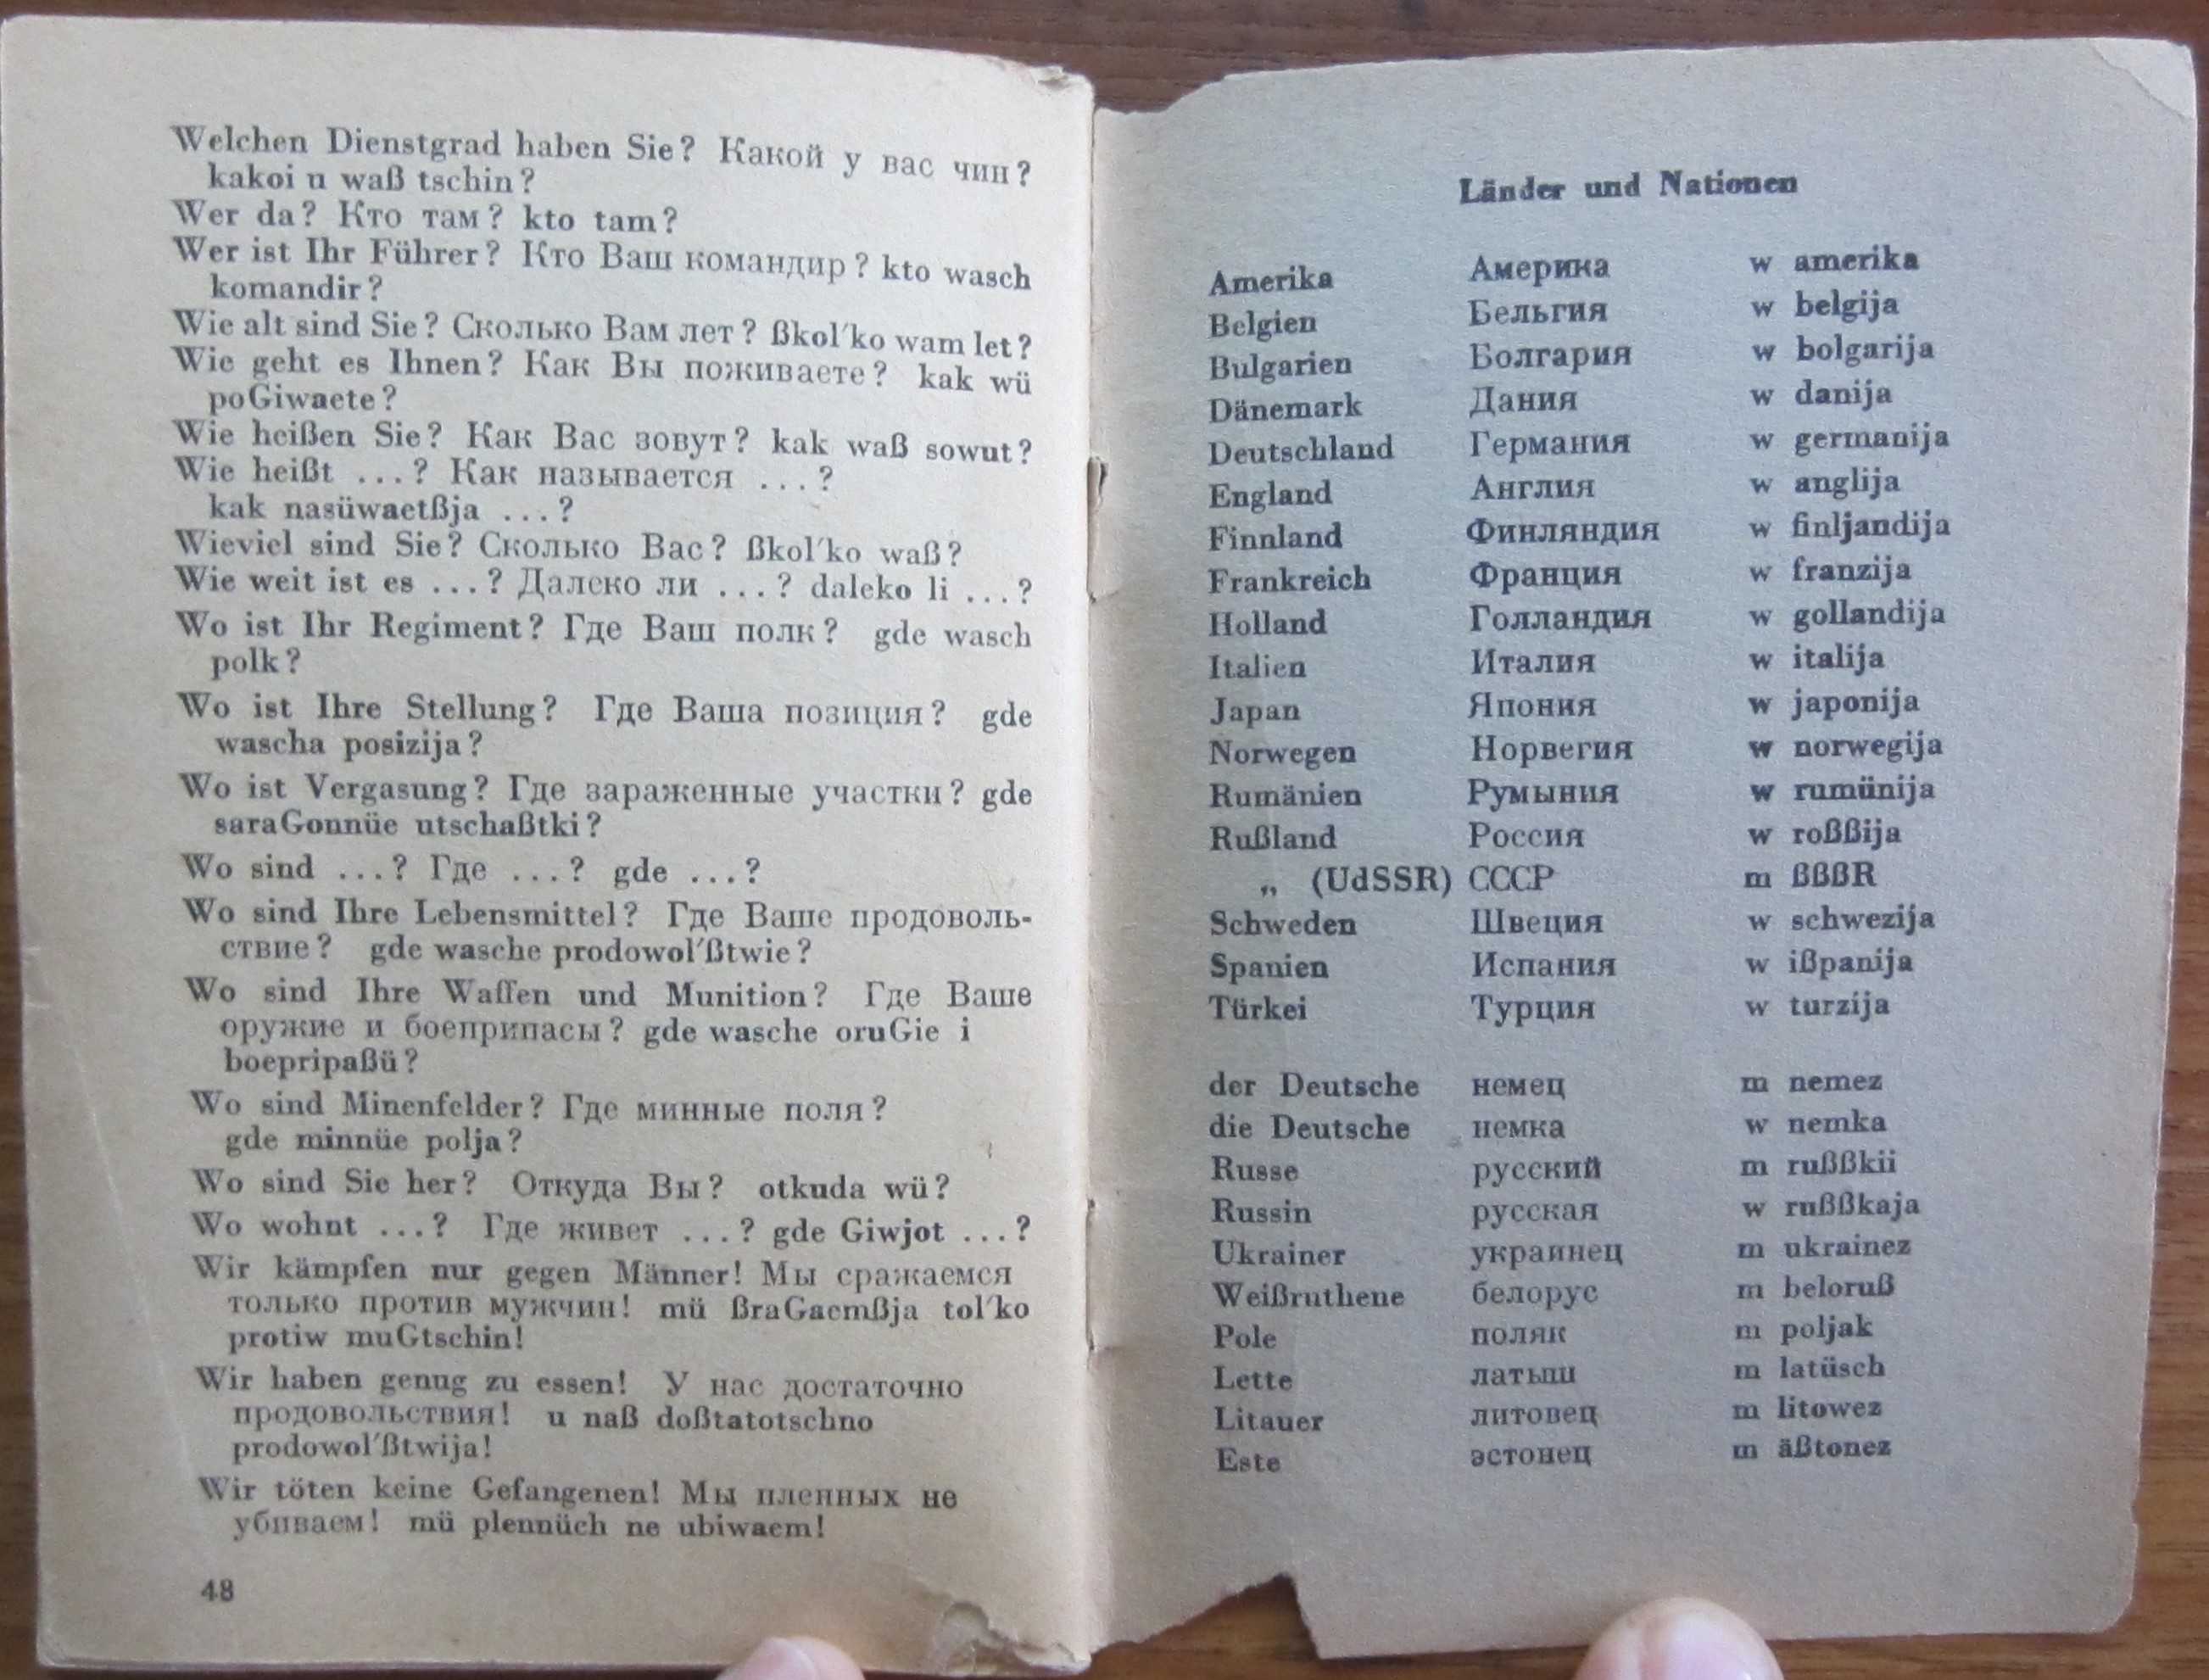 Welchen Dienstgrad haben Sie? Какой у вас чин?
kakoi u waß tschin?
Wer da? Кто там? kto tam?
Wer ist Ihr Führer? Кто Ваш командир? kto wasch
komandir?
Wie alt sind Sie? Сколько Вам лет? ßkol′ko wam let?
Wie geht es Ihnen? Как Вы поживаете? kak wü
poGiwaete?
Wie heißen Sie? Как Вас зовут? kak waß sowut?
Wie heißt ...? Как называется ...?
kak nasüwaetßja ...?
Wieviel sind Sie? Сколько Вас? ßkol′ko waß?
Wie weit ist es ...? Далеко ли ...? daleko li ...?
Wo ist Ihr Regiment? Где Ваш полк? gde wasch
polk?
Wo ist Ihre Stellung? Где Ваша позиция? gde
wascha posizija?
Wo ist Vergasung? Где зараженные участки? gde
saraGonnüe utschaßtki?
Wo sind ...? Где ...? gde ...?
Wo sind Ihre Lebensmittel? Где Ваше продоволь-
ствие? gde wasche prodowol′ßtwie?
Wo sind Ihre Waffen und Munition? Где Ваше
оружие и боеприпасы? gde wasche oruGie i
boepripaßü?
Wo sind Minenfelder? Где минные поля?
gde minnüe polja?
Wo sind Sie her? Откуда Вы? otkuda wü?
Wo wohnt ...? Где живет ...? gde Giwjot ...?
Wir kämpfen nur gegen Männer! Мы сражаемся
только против мужчин! mü ßraGaemßja tol′ko
protiw muGtschin!
Wir haben genug zu essen! У нас достаточно
продовольствия! u naß doßtatotschno
prodowol′ßtwija!
Wir töten keine Gefangenen! Мы пленных не
убиваем! mü plennüch ne ubiwaem!
48
Länder und Nationen
Amerika Америка w amerika
Belgien Бельгия w belgija
Bulgarien Болгария w bolgarija
Dänemark Дания w danija
Deutschland Германия w germanija
England Англия w anglija
Finnland Финляндия w finljandija
Frankreich Франция w franzija
Holland Голландия w gollandija
Italien Италия w italija
Japan Япония w japonija
Norwegen Норвегия w norwegija
Rumänien Румыния w rumünija
Rußland Россия w roßßija
„ (UdSSR) СССР m ßßßR
Schweden Швеция w schwezija
Spanien Испания w ißpanija
Türkei Турция w turzija
der Deutsche немец m nemez
die Deutsche немка w nemka
Russe русский m rußßkii
Russin русская w rußßkaja
Ukrainer украинец m ukrainez
Weißruthene белорус m beloruß
Pole поляк m poljak
Lette латыш m latüsch
Litauer литовец m litowez
Este эстонец m äßtonez